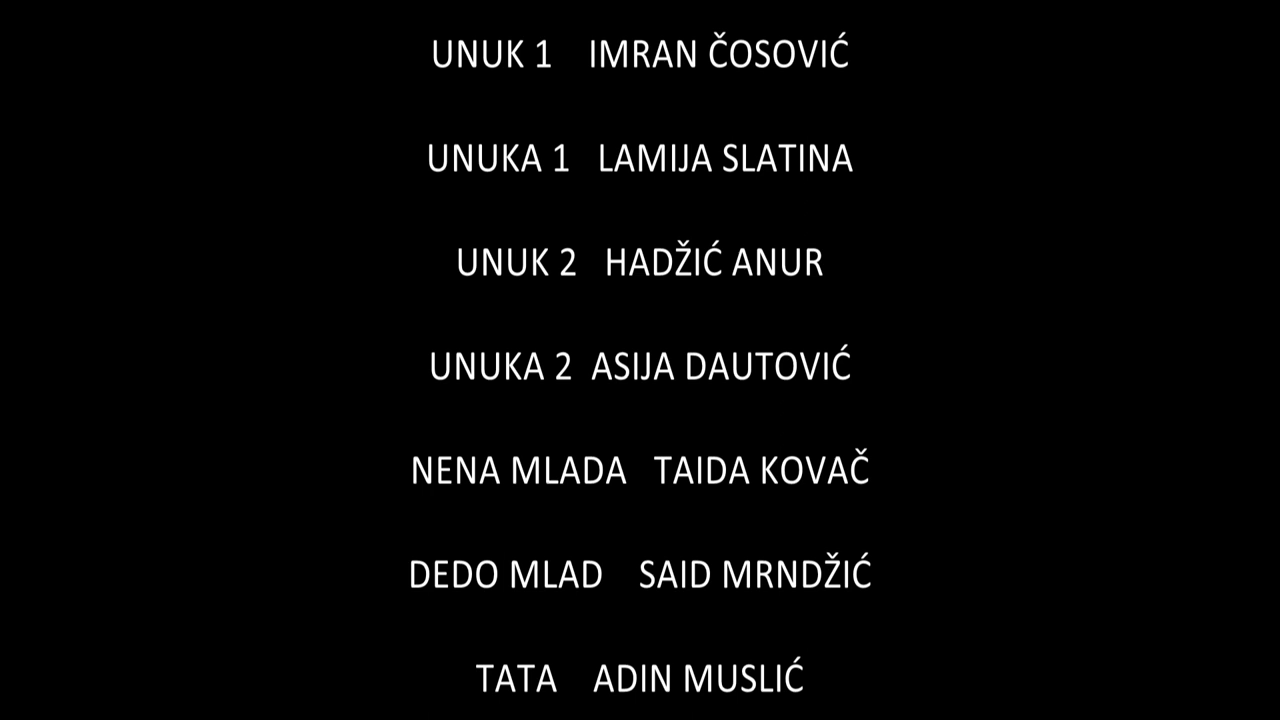 UNUK 1 IMRAN ČOSOVIĆ
UNUKA 1 LAMIJA SLATINA
UNUK 2 HADŽIĆ ANUR
UNUKA 2 ASIJA DAUTOVIĆ
NENA MLADA TAIDA KOVAČ
DEDO MLAD SAID MRNDŽIĆ
TATA ADIN MUSLIĆ